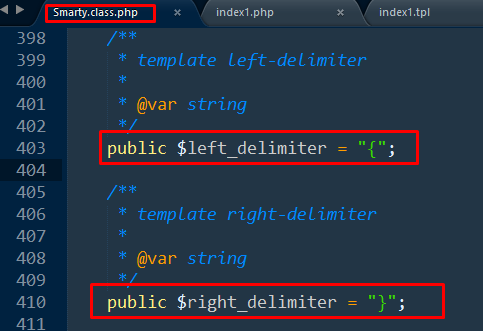 Smarty.class.php × index1.php × index1.tpl
398 /**
399 * template left-delimiter
400 *
401 * @var string
402 */
403 public $left_delimiter = "{";
404
405 /**
406 * template right-delimiter
407 *
408 * @var string
409 */
410 public $right_delimiter = "}";
411